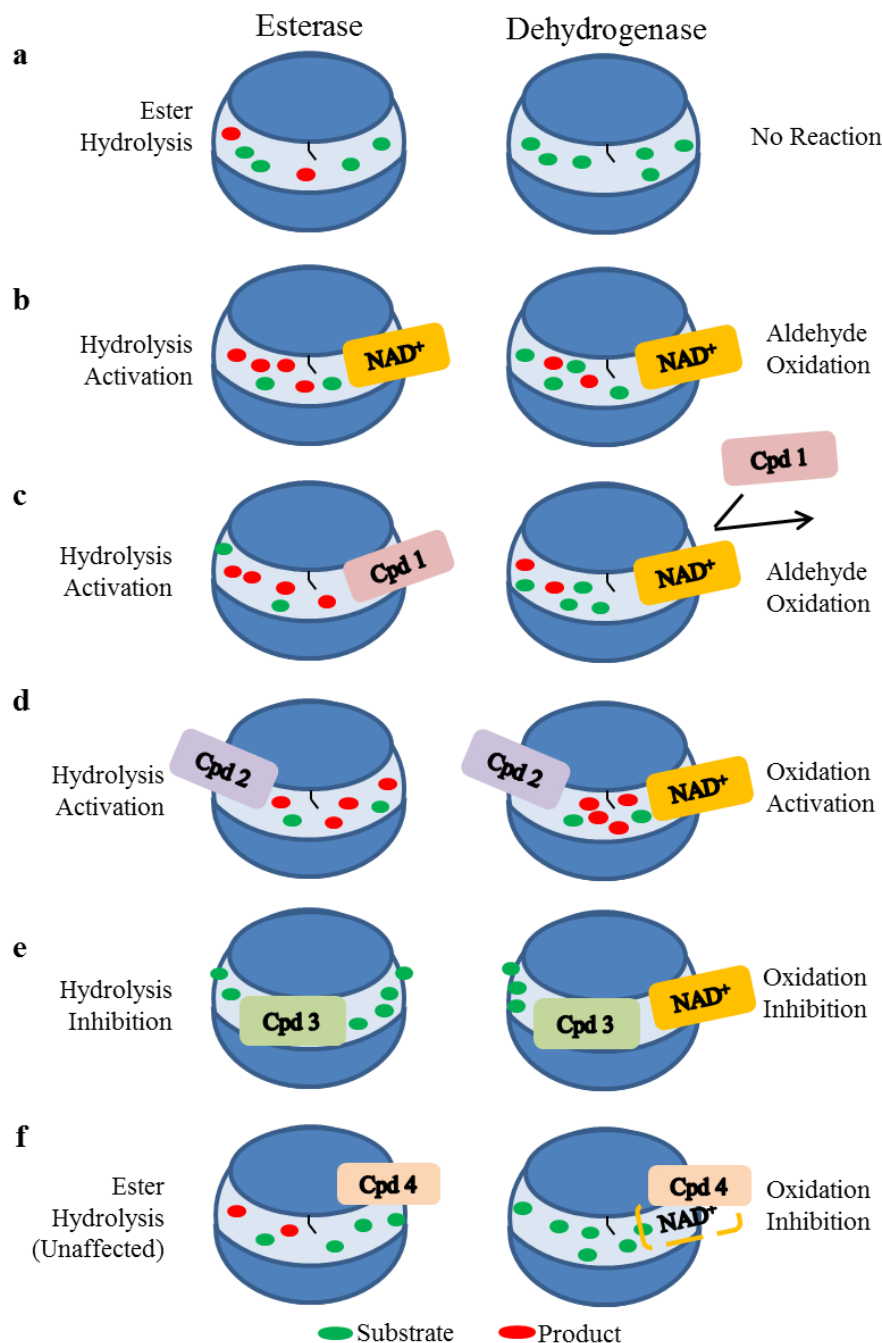 Esterase
Dehydrogenase
a
Ester
Hydrolysis
No Reaction
b
Hydrolysis
Activation
NAD+
NAD+
Aldehyde
Oxidation
c
Cpd 1
Hydrolysis
Activation
Cpd 1
NAD+
Aldehyde
Oxidation
d
Hydrolysis
Activation
Cpd 2
Cpd 2
NAD+
Oxidation
Activation
e
Hydrolysis
Inhibition
Cpd 3
Cpd 3
NAD+
Oxidation
Inhibition
f
Ester
Hydrolysis
(Unaffected)
Cpd 4
Cpd 4
NAD+
Oxidation
Inhibition
Substrate
Product